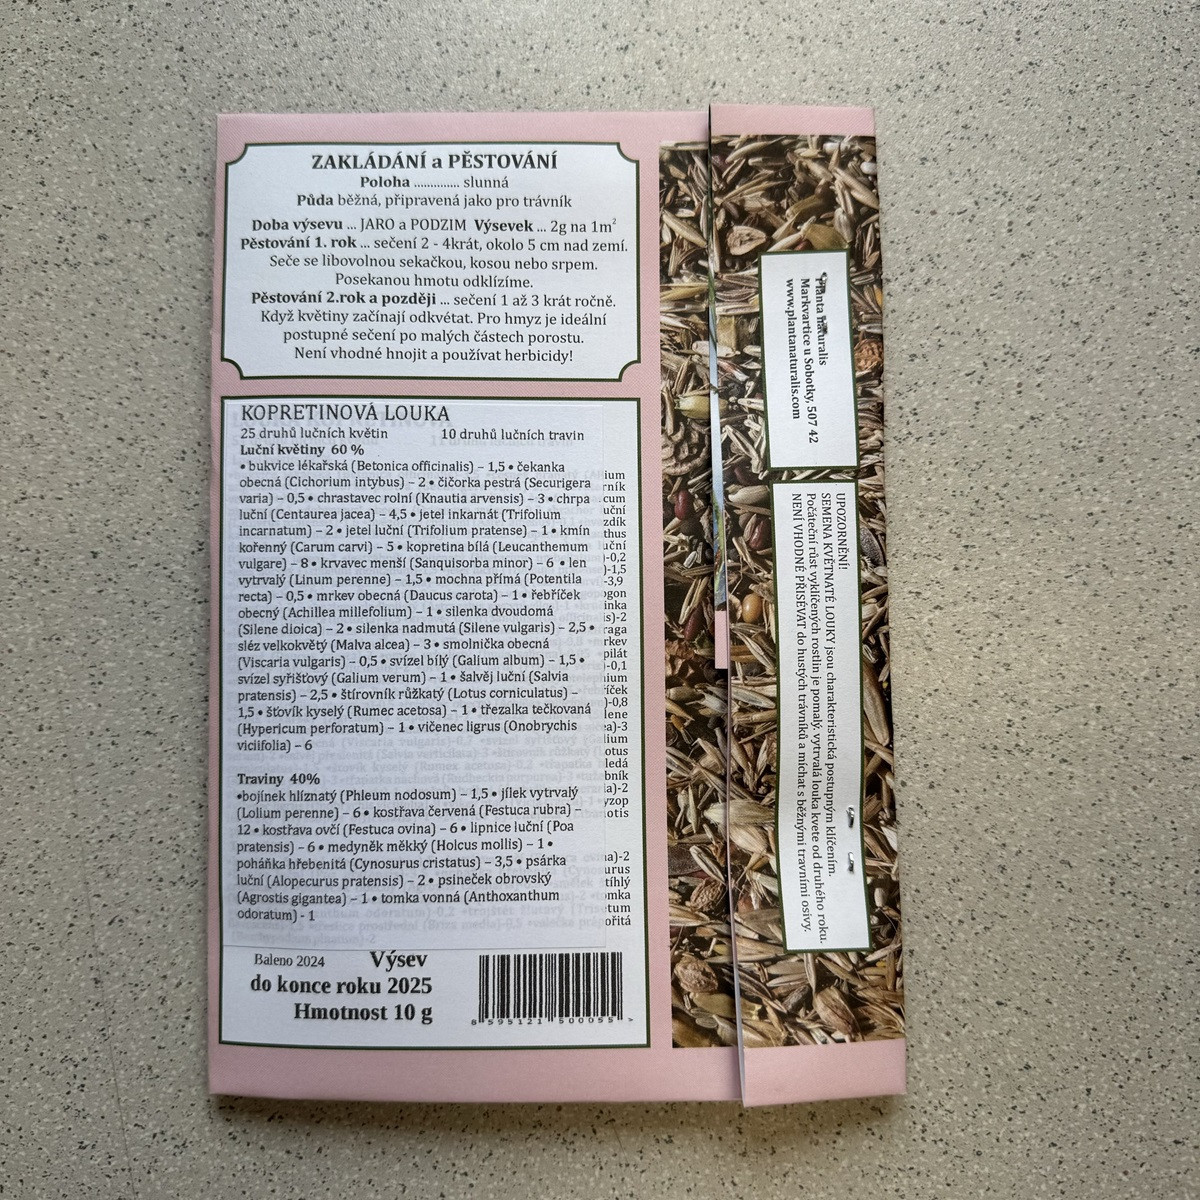 ZAKLÁDÁNÍ a PĚSTOVÁNÍ
Poloha .............. slunná
Půda běžná, připravená jako pro trávník
Doba výsevu ... JARO a PODZIM Výsevek ... 2g na 1m²
Pěstování 1. rok ... sečení 2 - 4krát, okolo 5 cm nad zemí.
Seče se libovolnou sekačkou, kosou nebo srpem.
Posekanou hmotu odklízíme.
Pěstování 2.rok a později ... sečení 1 až 3 krát ročně.
Když květiny začínají odkvétat. Pro hmyz je ideální
postupné sečení po malých částech porostu.
Není vhodné hnojit a používat herbicidy!
KOPRETINOVÁ LOUKA
25 druhů lučních květin 10 druhů lučních travin
Luční květiny 60 %
• bukvice lékařská (Betonica officinalis) – 1,5 • čekanka
obecná (Cichorium intybus) – 2 • čičorka pestrá (Securigera
varia) – 0,5 • chrastavec rolní (Knautia arvensis) – 3 • chrpa
luční (Centaurea jacea) – 4,5 • jetel inkarnát (Trifolium
incarnatum) – 2 • jetel luční (Trifolium pratense) – 1 • kmín
kořenný (Carum carvi) – 5 • kopretina bílá (Leucanthemum
vulgare) – 8 • krvavec menší (Sanquisorba minor) – 6 • len
vytrvalý (Linum perenne) – 1,5 • mochna přímá (Potentila
recta) – 0,5 • mrkev obecná (Daucus carota) – 1 • řebříček
obecný (Achillea millefolium) – 1 • silenka dvoudomá
(Silene dioica) – 2 • silenka nadmutá (Silene vulgaris) – 2,5 •
sléz velkokvětý (Malva alcea) – 3 • smolnička obecná
(Viscaria vulgaris) – 0,5 • svízel bílý (Galium album) – 1,5 •
svízel syřišťový (Galium verum) – 1 • šalvěj luční (Salvia
pratensis) – 2,5 • štírovník růžkatý (Lotus corniculatus) –
1,5 • šťovík kyselý (Rumec acetosa) – 1 • třezalka tečkovaná
(Hypericum perforatum) – 1 • vičenec ligrus (Onobrychis
viciifolia) – 6
Traviny 40%
•bojínek hlíznatý (Phleum nodosum) – 1,5 • jílek vytrvalý
(Lolium perenne) – 6 • kostřava červená (Festuca rubra) –
12 • kostřava ovčí (Festuca ovina) – 6 • lipnice luční (Poa
pratensis) – 6 • medyněk měkký (Holcus mollis) – 1 •
poháňka hřebenitá (Cynosurus cristatus) – 3,5 • psárka
luční (Alopecurus pratensis) – 2 • psineček obrovský
(Agrostis gigantea) – 1 • tomka vonná (Anthoxanthum
odoratum) - 1
Baleno 2024 Výsev
do konce roku 2025
Hmotnost 10 g
8 595121 500055 >
Planta naturalis
Markvartice u Sobotky, 507 42
www.plantanaturalis.com
UPOZORNĚNÍ!
SEMENA KVĚTNATÉ LOUKY jsou charakteristická postupným klíčením.
Počáteční růst vyklíčených rostlin je pomalý, vytrvalá louka kvete od druhého roku.
NENÍ VHODNÉ PŘISÉVAT do hustých trávníků a míchat s běžnými travními osivy.